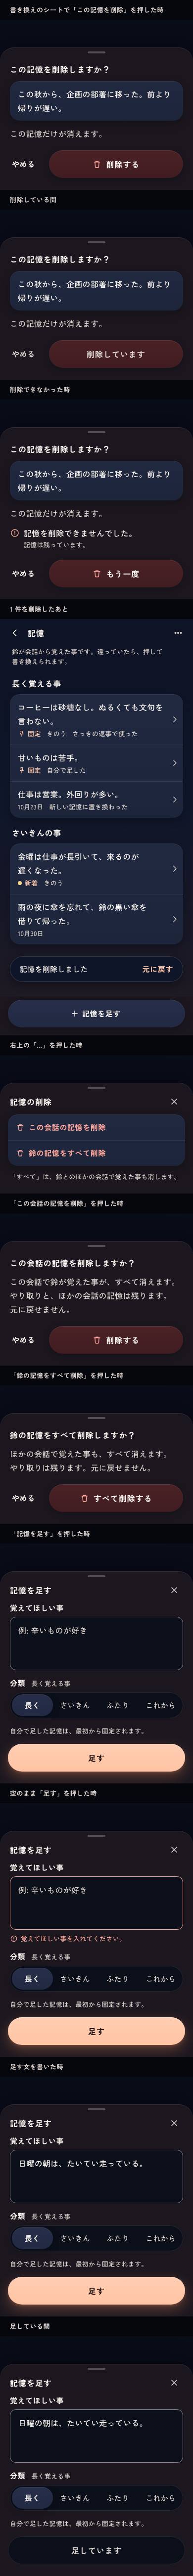 書き換えのシートで「この記憶を削除」を押した時
この記憶を削除しますか？
この秋から、企画の部署に移った。前より
帰りが遅い。
この記憶だけが消えます。
やめる
削除する
削除している間
この記憶を削除しますか？
この秋から、企画の部署に移った。前より
帰りが遅い。
この記憶だけが消えます。
やめる
削除しています
削除できなかった時
この記憶を削除しますか？
この秋から、企画の部署に移った。前より
帰りが遅い。
この記憶だけが消えます。
記憶を削除できませんでした。
記憶は残っています。
やめる
もう一度
1 件を削除したあと
記憶
鈴が会話から覚えた事です。違っていたら、押して
書き換えられます。
長く覚える事
コーヒーは砂糖なし。ぬるくても文句を
言わない。
固定 きのう さっきの返事で使った
甘いものは苦手。
固定 自分で足した
仕事は営業。外回りが多い。
10月23日 新しい記憶に置き換わった
さいきんの事
金曜は仕事が長引いて、来るのが
遅くなった。
新着 きのう
雨の夜に傘を忘れて、鈴の黒い傘を
借りて帰った。
10月30日
記憶を削除しました
元に戻す
＋ 記憶を足す
右上の「…」を押した時
記憶の削除
この会話の記憶を削除
鈴の記憶をすべて削除
「すべて」は、鈴とのほかの会話で覚えた事も消します。
「この会話の記憶を削除」を押した時
この会話の記憶を削除しますか？
この会話で鈴が覚えた事が、すべて消えます。
やり取りと、ほかの会話の記憶は残ります。
元に戻せません。
やめる
削除する
「鈴の記憶をすべて削除」を押した時
鈴の記憶をすべて削除しますか？
ほかの会話で覚えた事も、すべて消えます。
やり取りは残ります。元に戻せません。
やめる
すべて削除する
「記憶を足す」を押した時
記憶を足す
覚えてほしい事
例: 辛いものが好き
分類 長く覚える事
長く
さいきん
ふたり
これから
自分で足した記憶は、最初から固定されます。
足す
空のまま「足す」を押した時
記憶を足す
覚えてほしい事
例: 辛いものが好き
覚えてほしい事を入れてください。
分類 長く覚える事
長く
さいきん
ふたり
これから
自分で足した記憶は、最初から固定されます。
足す
足す文を書いた時
記憶を足す
覚えてほしい事
日曜の朝は、たいてい走っている。
分類 長く覚える事
長く
さいきん
ふたり
これから
自分で足した記憶は、最初から固定されます。
足す
足している間
記憶を足す
覚えてほしい事
日曜の朝は、たいてい走っている。
分類 長く覚える事
長く
さいきん
ふたり
これから
自分で足した記憶は、最初から固定されます。
足しています